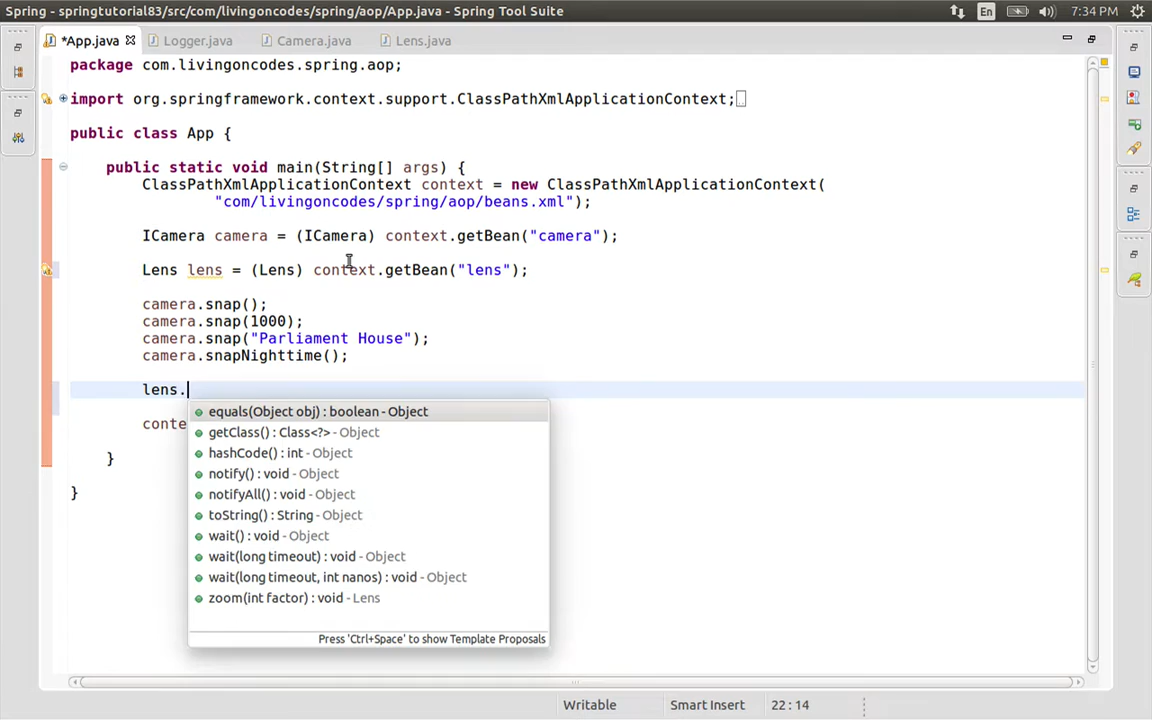 Spring - springtutorial83/src/com/livingoncodes/spring/aop/App.java - Spring Tool Suite
En
7:34 PM
*App.java
Logger.java
Camera.java
Lens.java
package com.livingoncodes.spring.aop;
import org.springframework.context.support.ClassPathXmlApplicationContext;
public class App {
public static void main(String[] args) {
ClassPathXmlApplicationContext context = new ClassPathXmlApplicationContext(
"com/livingoncodes/spring/aop/beans.xml");
ICamera camera = (ICamera) context.getBean("camera");
Lens lens = (Lens) context.getBean("lens");
camera.snap();
camera.snap(1000);
camera.snap("Parliament House");
camera.snapNighttime();
lens.
equals(Object obj) : boolean - Object
conte
getClass() : Class<?> - Object
hashCode() : int - Object
}
notify() : void - Object
}
notifyAll() : void - Object
toString() : String - Object
wait() : void - Object
wait(long timeout) : void - Object
wait(long timeout, int nanos) : void - Object
zoom(int factor) : void - Lens
Press 'Ctrl+Space' to show Template Proposals
Writable
Smart Insert
22 : 14